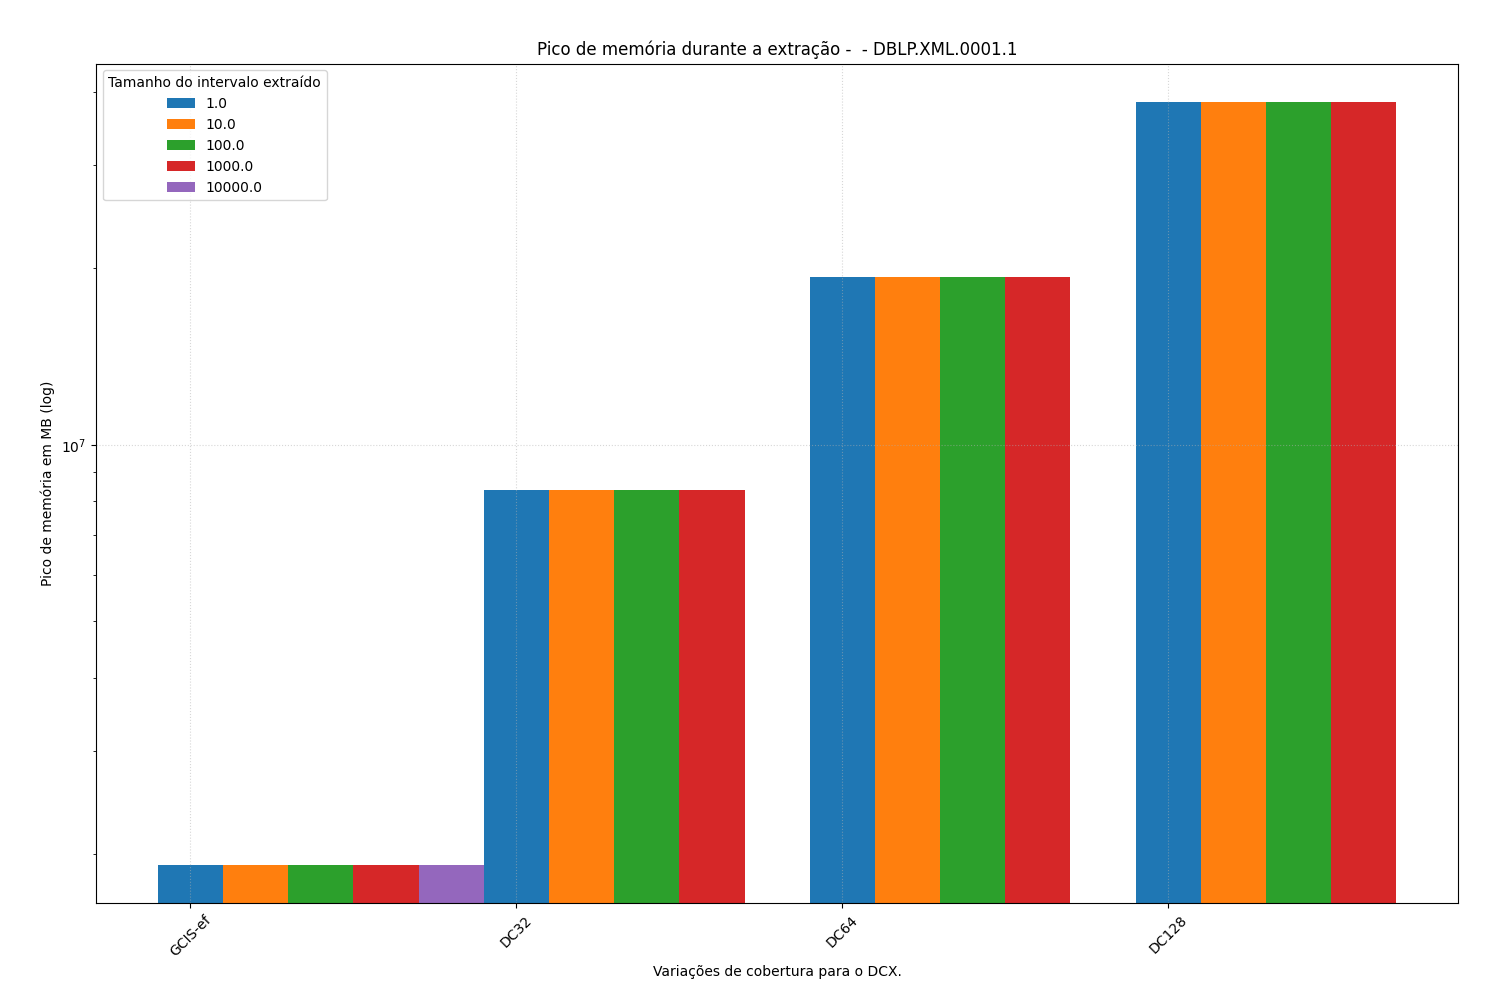 Pico de memória durante a extração -  - DBLP.XML.0001.1
Tamanho do intervalo extraído
1.0
10.0
100.0
1000.0
10000.0
Pico de memória em MB (log)
10⁷
GCIS-ef
DC32
DC64
DC128
Variações de cobertura para o DCX.